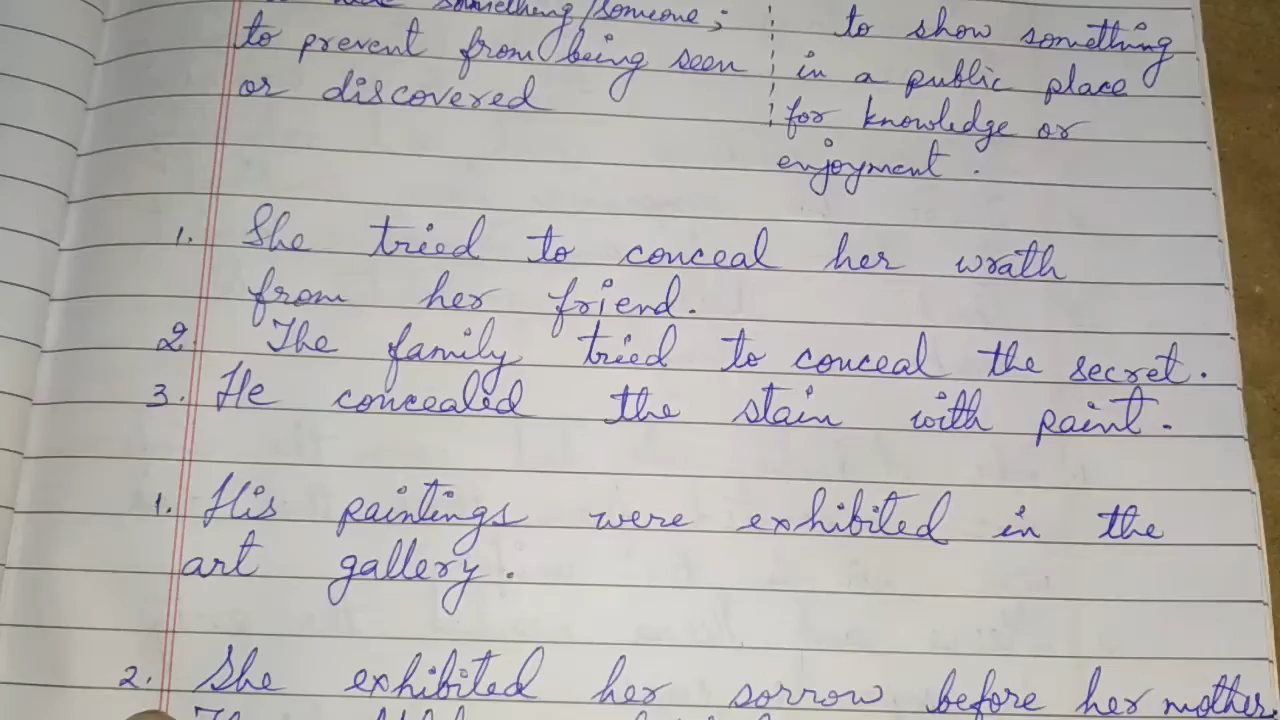 something/someone;
to prevent from being seen
or discovered
to show something
in a public place
for knowledge or
enjoyment.
1. She tried to conceal her wrath
from her friend.
2. The family tried to conceal the secret.
3. He concealed the stain with paint.
1. His paintings were exhibited in the
art gallery.
2. She exhibited her sorrow before her mother.